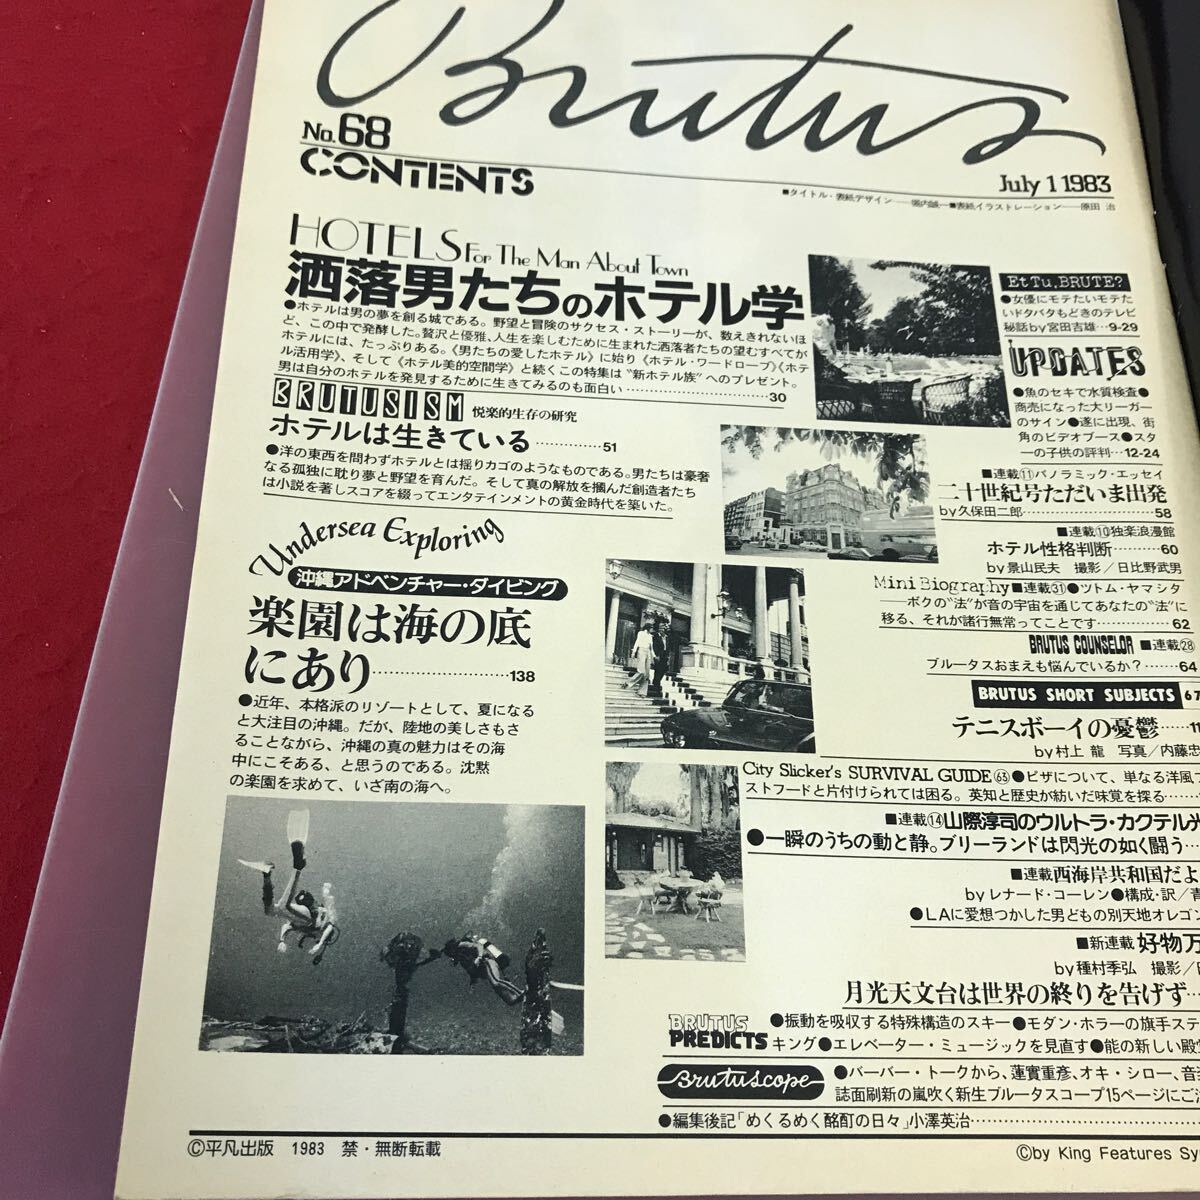 Brutus
No.68
CONTENTS
July 1 1983
■タイトル・表紙デザイン——堀内誠一■表紙イラストレーション——原田 治
HOTELS For The Man About Town
洒落男たちのホテル学
●ホテルは男の夢を創る城である。野望と冒険のサクセス・ストーリーが、数えきれないほ
ど、この中で発酵した。贅沢と優雅、人生を楽しむために生まれた洒落者たちの望むすべてが
ホテルには、たっぷりある。《男たちの愛したホテル》に始り《ホテル・ワードローブ》《ホテ
ル活用学》、そして《ホテル美的空間学》と続くこの特集は“新ホテル族”へのプレゼント。
男は自分のホテルを発見するために生きてみるのも面白い…………………………30
BRUTUSISM 悦楽的生存の研究
ホテルは生きている……………51
●洋の東西を問わずホテルとは揺りカゴのようなものである。男たちは豪奢
なる孤独に耽り夢と野望を育んだ。そして真の解放を摑んだ創造者たち
は小説を著しスコアを綴ってエンタテインメントの黄金時代を築いた。
Undersea Exploring
沖縄アドベンチャー・ダイビング
楽園は海の底
にあり……………………138
●近年、本格派のリゾートとして、夏になる
と大注目の沖縄。だが、陸地の美しさもさ
ることながら、沖縄の真の魅力はその海
中にこそある、と思うのである。沈黙
の楽園を求めて、いざ南の海へ。
Et Tu, BRUTE?
●女優にモテたいモテた
いドタバタもどきのテレビ
秘話by宮田吉雄…9-29
UPDATES
●魚のセキで水質検査●
商売になった大リーガー
のサイン●遂に出現、街
角のビデオブース●スタ
ーの子供の評判…12-24
■連載⑪パノラミック・エッセイ
二十世紀号ただいま出発
by久保田二郎………………………58
■連載⑩独楽浪漫館
ホテル性格判断…………60
by景山民夫 撮影／日比野武男
Mini Biography■連載㉛●ツトム・ヤマシタ
——ボクの“法”が音の宇宙を通じてあなたの“法”に
移る、それが諸行無常ってことです……………62
BRUTUS COUNSELOR ■連載㉘
ブルータスおまえも悩んでいるか？……64
BRUTUS SHORT SUBJECTS 67
テニスボーイの憂鬱……11
by村上 龍 写真／内藤忠
City Slicker's SURVIVAL GUIDE㊳●ピザについて、単なる洋風フ
ストフードと片付けられては困る。英知と歴史が紡いだ味覚を探る……
■連載⑭山際淳司のウルトラ・カクテル光
●一瞬のうちの動と静。ブリーランドは閃光の如く闘う…
■連載西海岸共和国だよ
byレナード・コーレン●構成・訳／青
●LAに愛想つかした男どもの別天地オレゴン
■新連載 好物万
by種村季弘 撮影／
月光天文台は世界の終りを告げず…
BRUTUS PREDICTS
●振動を吸収する特殊構造のスキー●モダン・ホラーの旗手ステ
キング●エレベーター・ミュージックを見直す●能の新しい殿堂
Brutuscope
●バーバー・トークから、蓮實重彦、オキ・シロー、音楽
誌面刷新の嵐吹く新生ブルータスコープ15ページにご注
●編集後記「めくるめく酩酊の日々」小澤英治……………………
©平凡出版 1983 禁・無断転載
©by King Features Sy